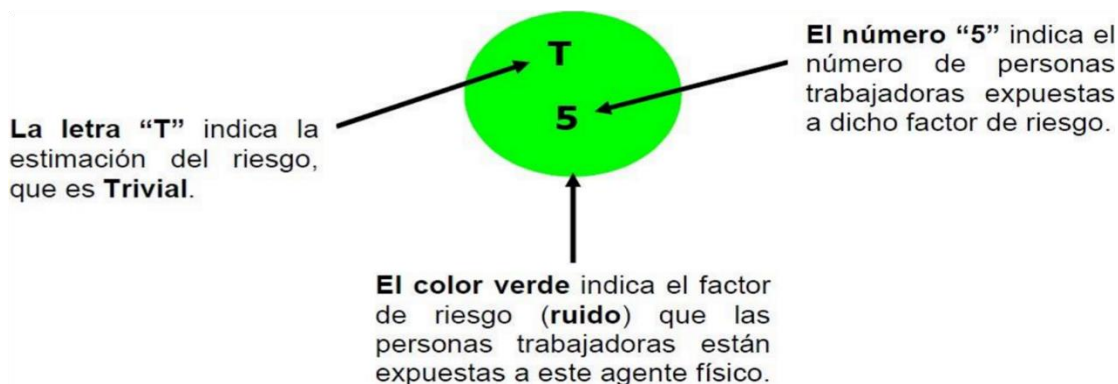 T
5
El número “5” indica el
número de personas
trabajadoras expuestas
a dicho factor de riesgo.
La letra “T” indica la
estimación del riesgo,
que es Trivial.
El color verde indica el factor
de riesgo (ruido) que las
personas trabajadoras están
expuestas a este agente físico.